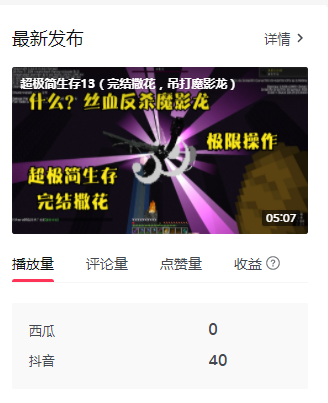 最新发布
详情 >
超极简生存13（完结撒花，吊打魔影龙）
什么？丝血反杀魔影龙
极限操作
超极简生存
完结撒花
05:07
播放量 评论量 点赞量 收益 ?
西瓜 0
抖音 40